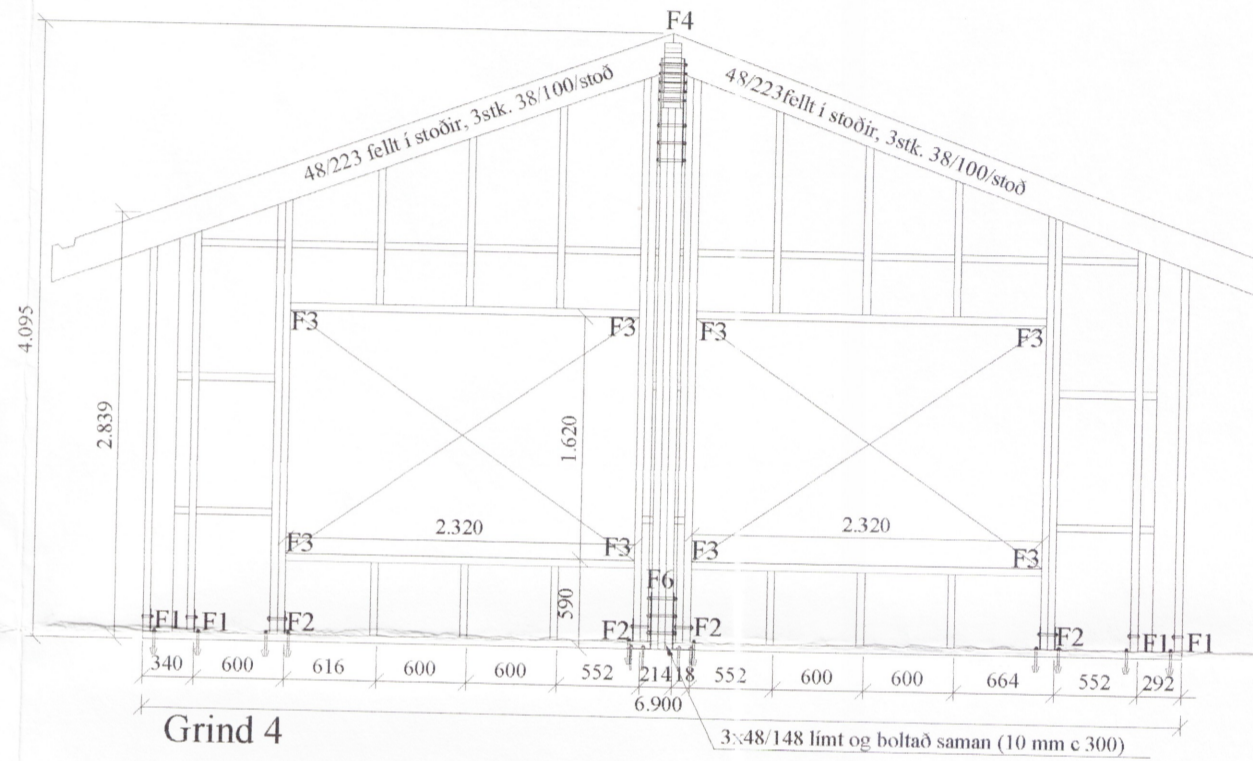 F4
48/223 fellt í stoðir, 3stk. 38/100/stoð
48/223fellt í stoðir, 3stk. 38/100/stoð
4.095
2.839
F3
F3
F3
F3
1.620
2.320
2.320
F3
F3
F3
F3
590
F6
F1
F1
F2
F2
F2
F2
F1
F1
340
600
616
600
600
552
214
18
552
600
600
664
552
292
6.900
Grind 4
3x48/148 límt og boltað saman (10 mm c 300)